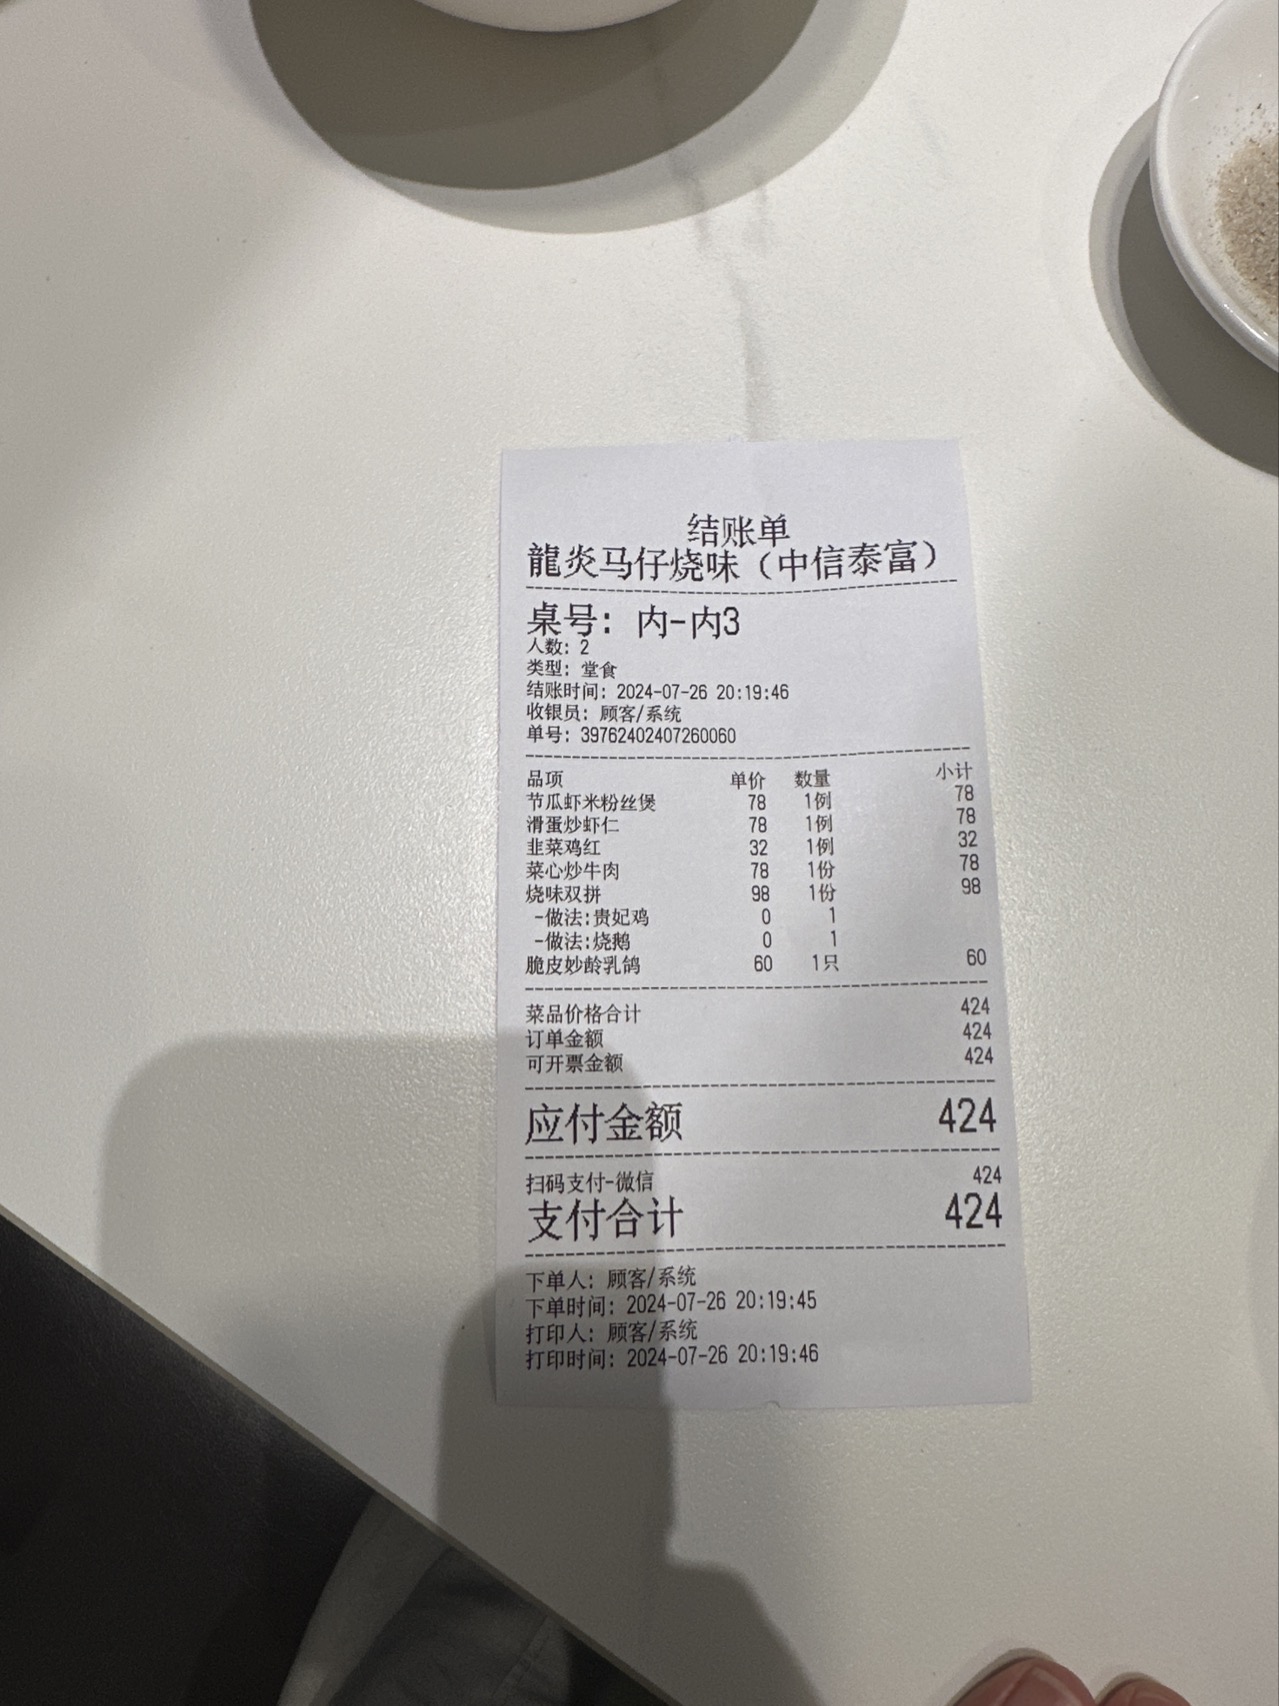 结账单
龍炎马仔烧味（中信泰富）
桌号: 内-内3
人数: 2
类型: 堂食
结账时间: 2024-07-26 20:19:46
收银员: 顾客/系统
单号: 39762402407260060
品项 单价 数量 小计
节瓜虾米粉丝煲 78 1例 78
滑蛋炒虾仁 78 1例 78
韭菜鸡红 32 1例 32
菜心炒牛肉 78 1份 78
烧味双拼 98 1份 98
-做法:贵妃鸡 0 1
-做法:烧鹅 0 1
脆皮妙龄乳鸽 60 1只 60
菜品价格合计 424
订单金额 424
可开票金额 424
应付金额 424
扫码支付-微信 424
支付合计 424
下单人: 顾客/系统
下单时间: 2024-07-26 20:19:45
打印人: 顾客/系统
打印时间: 2024-07-26 20:19:46